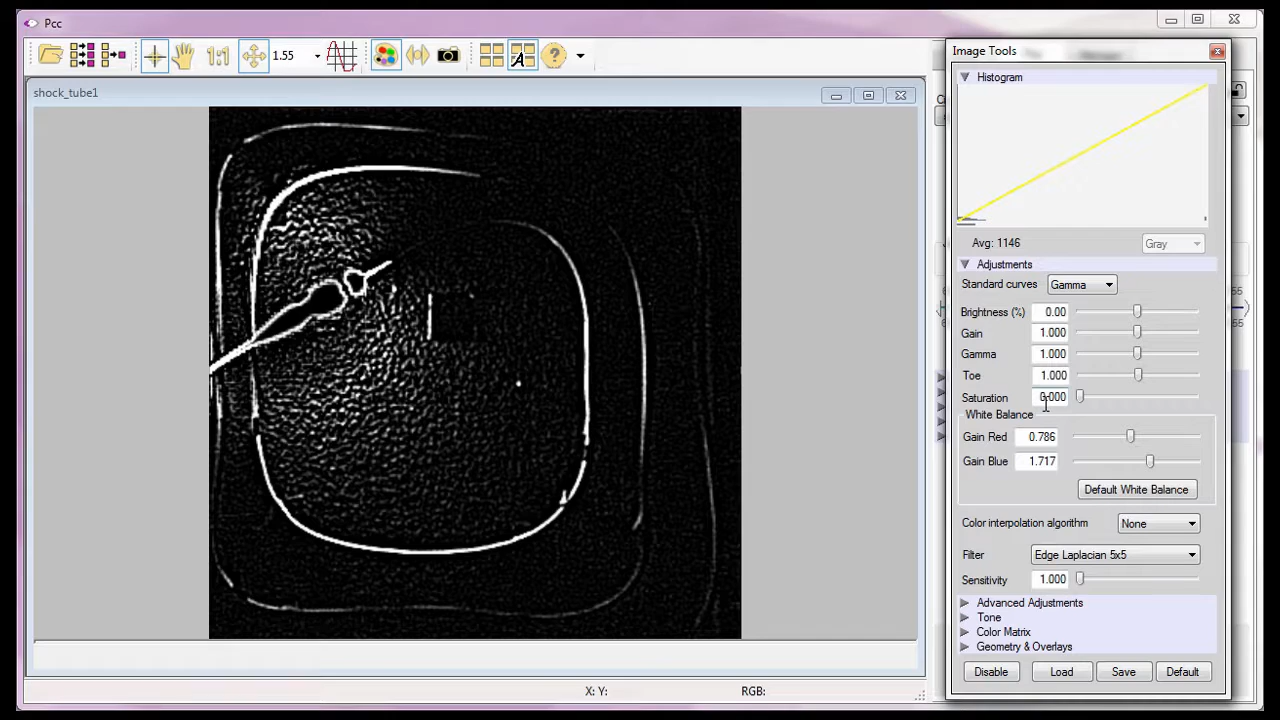 Pcc
Image Tools
1:1
1.55
A
?
shock_tube1
Histogram
Avg: 1146
Gray
Adjustments
Standard curves
Gamma
Brightness (%)
0.00
Gain
1.000
Gamma
1.000
Toe
1.000
Saturation
0.000
White Balance
Gain Red
0.786
Gain Blue
1.717
Default White Balance
Color interpolation algorithm
None
Filter
Edge Laplacian 5x5
Sensitivity
1.000
Advanced Adjustments
Tone
Color Matrix
Geometry & Overlays
Disable
Load
Save
Default
X: Y:
RGB: